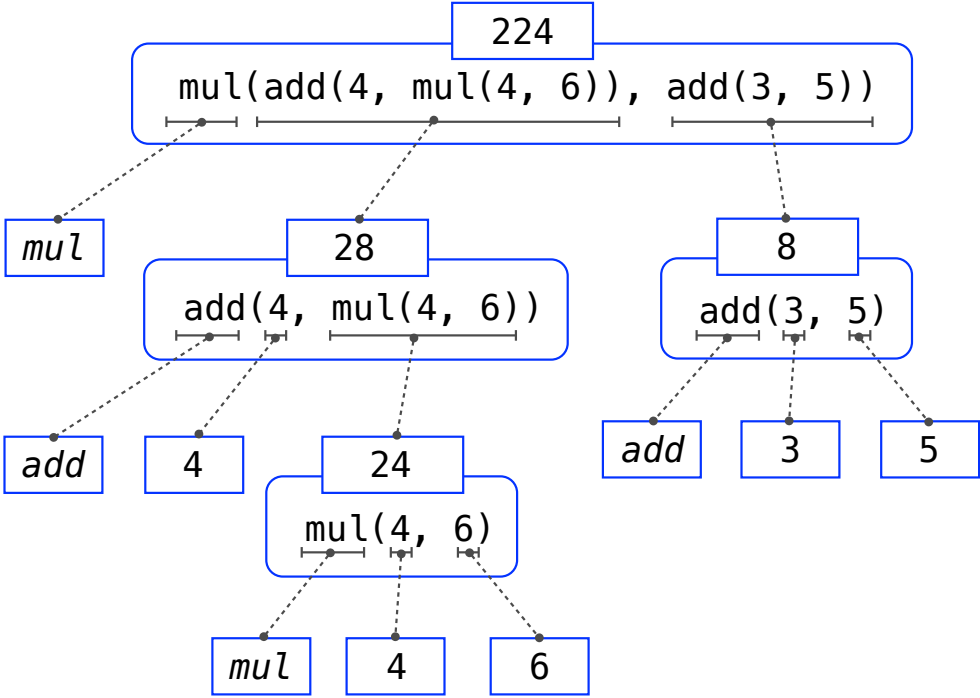 224
mul(add(4, mul(4, 6)), add(3, 5))
mul
28
8
add(4, mul(4, 6))
add(3, 5)
add
4
24
add
3
5
mul(4, 6)
mul
4
6